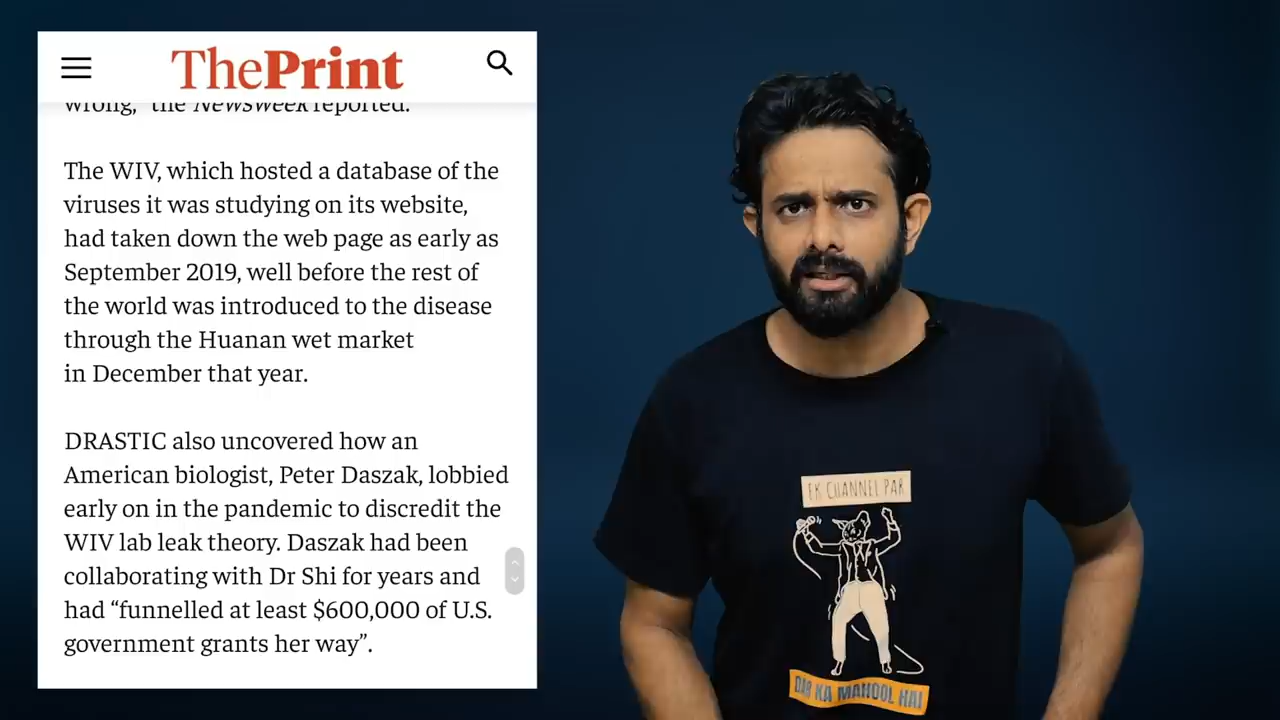 ThePrint
wrong," the Newsweek reported.
The WIV, which hosted a database of the
viruses it was studying on its website,
had taken down the web page as early as
September 2019, well before the rest of
the world was introduced to the disease
through the Huanan wet market
in December that year.
DRASTIC also uncovered how an
American biologist, Peter Daszak, lobbied
early on in the pandemic to discredit the
WIV lab leak theory. Daszak had been
collaborating with Dr Shi for years and
had “funnelled at least $600,000 of U.S.
government grants her way”.
EK CHANNEL PAR
DAR KA MAHOOL HAI